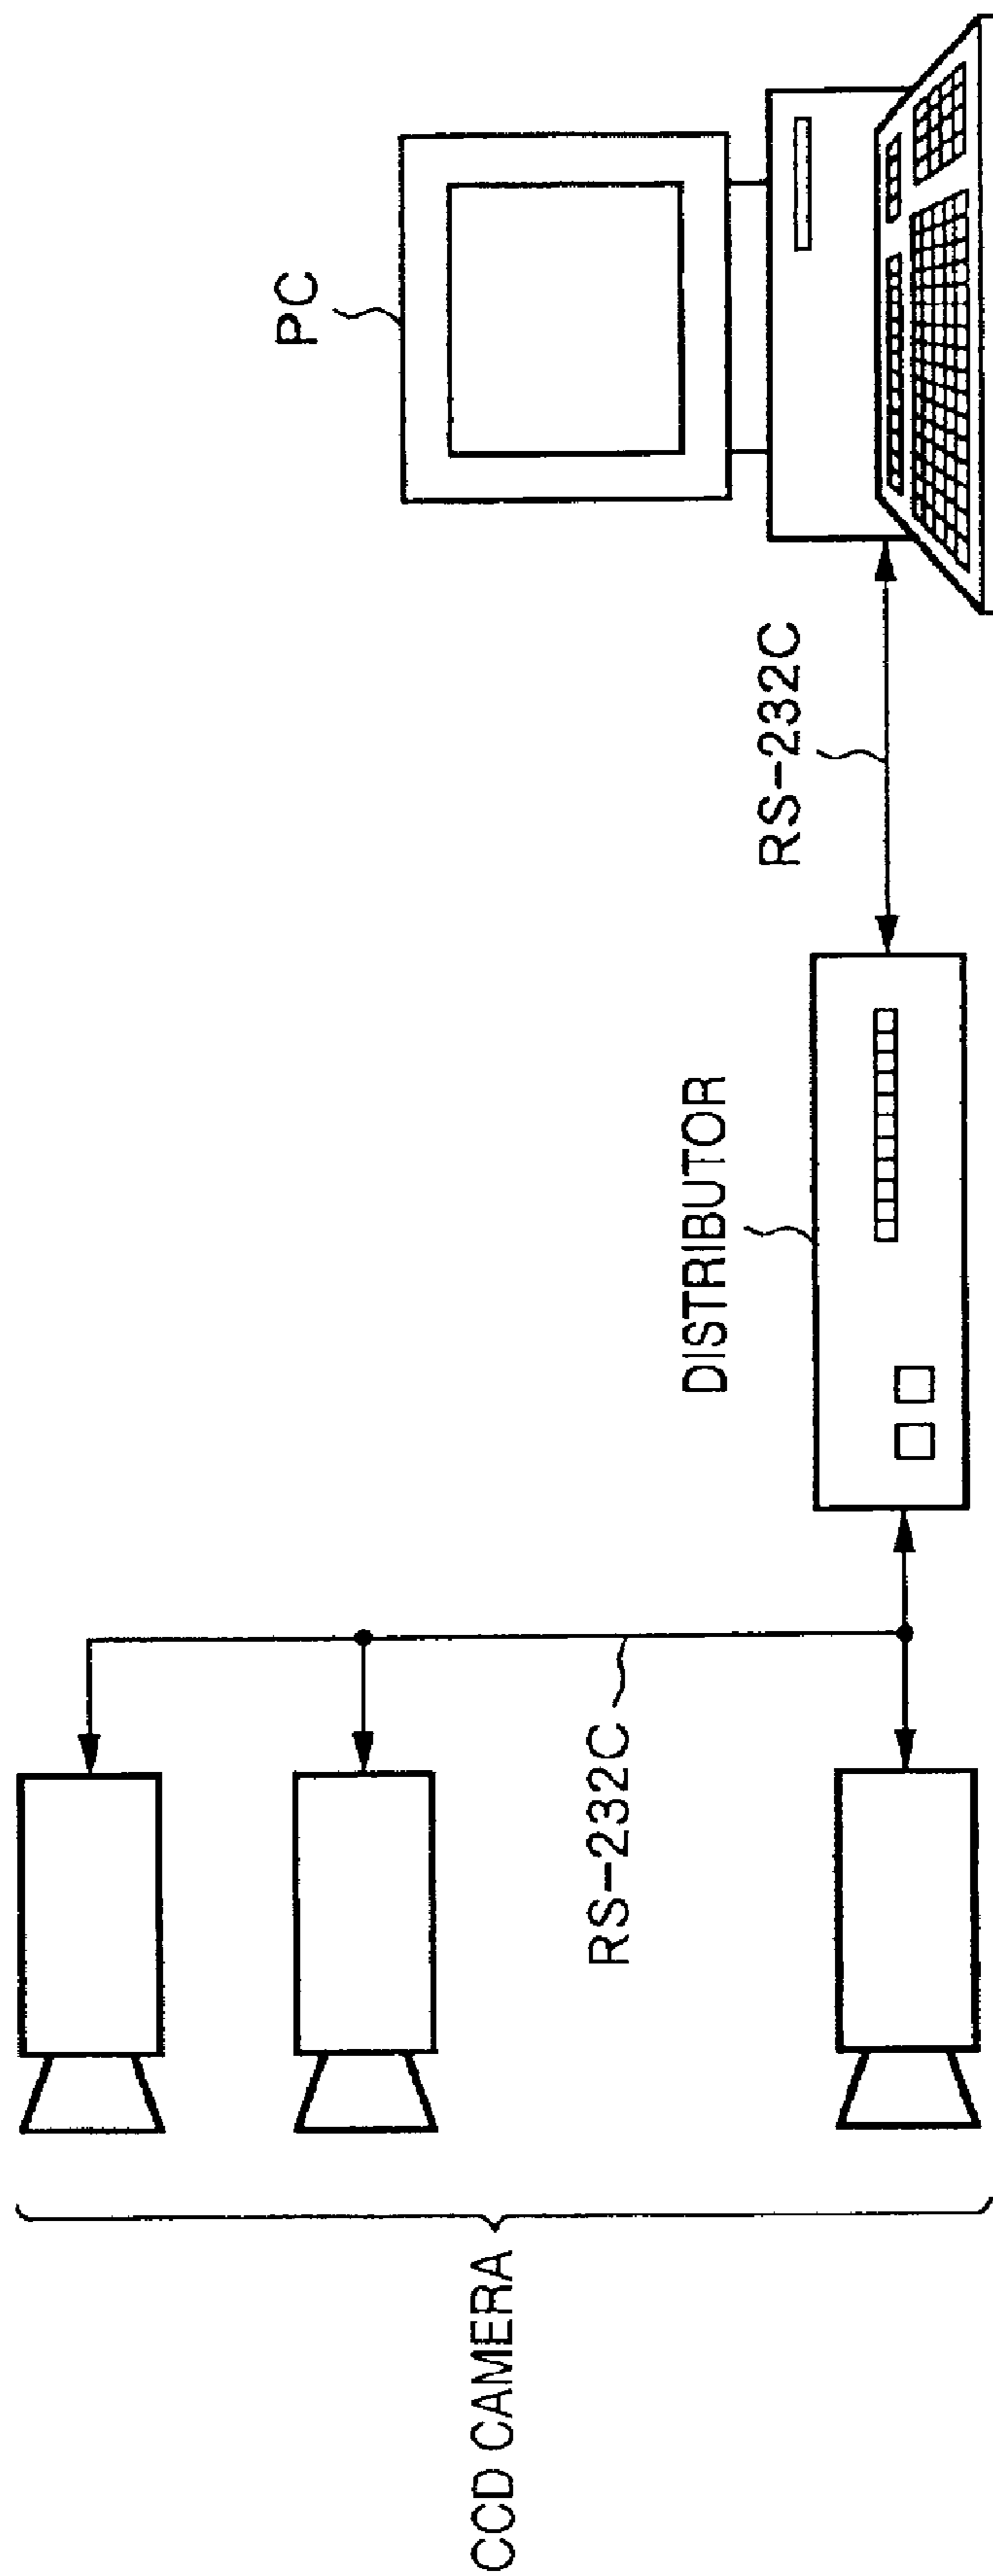 CCD CAMERA
RS-232C
DISTRIBUTOR
RS-232C
PC